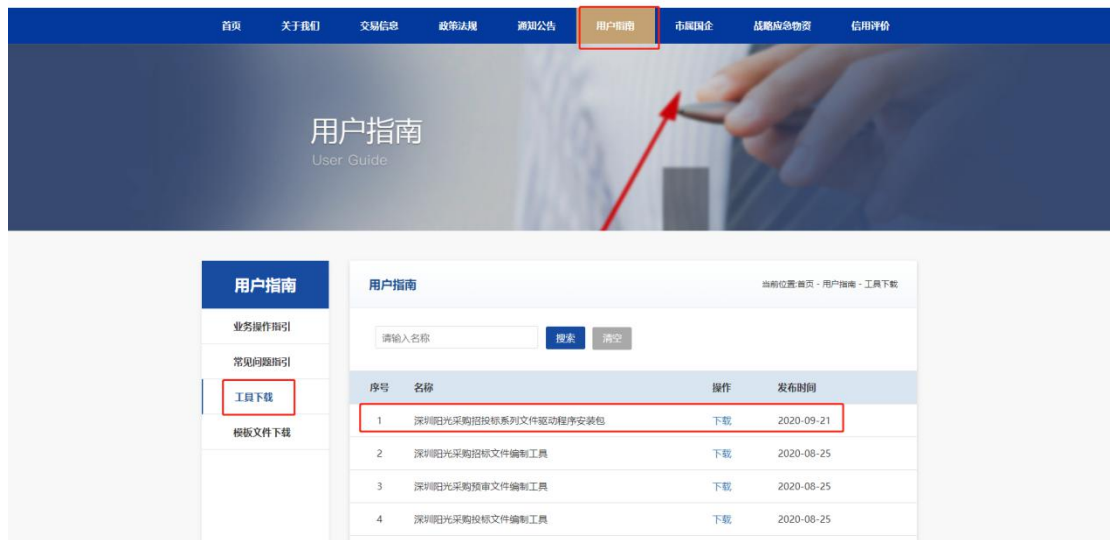 首页 关于我们 交易信息 政策法规 通知公告 用户指南 市属国企 战略应急物资 信用评价
用户指南
User Guide
用户指南
业务操作指引
常见问题指引
工具下载
模板文件下载
用户指南 当前位置:首页 - 用户指南 - 工具下载
请输入名称 搜索 清空
序号 名称 操作 发布时间
1 深圳阳光采购招投标系列文件驱动程序安装包 下载 2020-09-21
2 深圳阳光采购招标文件编制工具 下载 2020-08-25
3 深圳阳光采购预审文件编制工具 下载 2020-08-25
4 深圳阳光采购投标文件编制工具 下载 2020-08-25